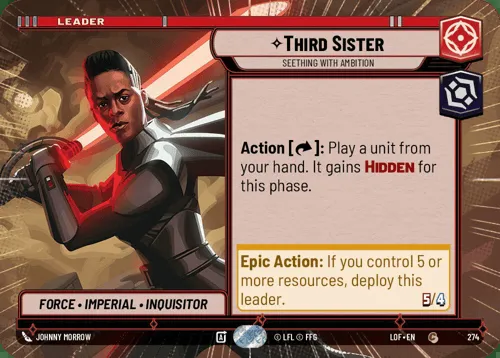 LEADER
✧THIRD SISTER
SEETHING WITH AMBITION
Action [↷]: Play a unit from
your hand. It gains HIDDEN for
this phase.
Epic Action: If you control 5 or
more resources, deploy this
leader.
5/4
FORCE • IMPERIAL • INQUISITOR
JOHNNY MORROW
A
© LFL © FFG
LOF • EN
C
274